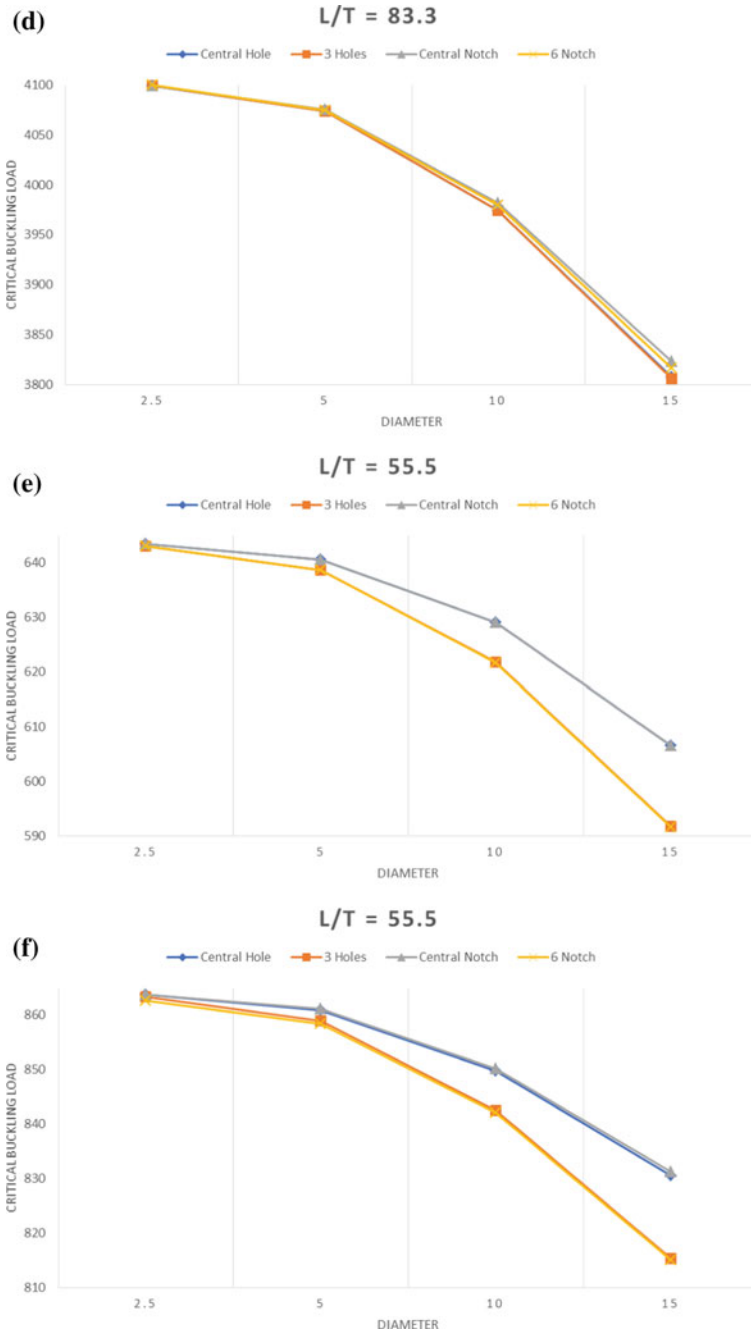 (d)
L/T = 83.3
Central Hole 3 Holes Central Notch 6 Notch
4100
4050
4000
3950
3900
3850
3800
CRITICAL BUCKLING LOAD
2.5 5 10 15
DIAMETER
(e)
L/T = 55.5
Central Hole 3 Holes Central Notch 6 Notch
640
630
620
610
600
590
CRITICAL BUCKLING LOAD
2.5 5 10 15
DIAMETER
(f)
L/T = 55.5
Central Hole 3 Holes Central Notch 6 Notch
860
850
840
830
820
810
CRITICAL BUCKLING LOAD
2.5 5 10 15
DIAMETER